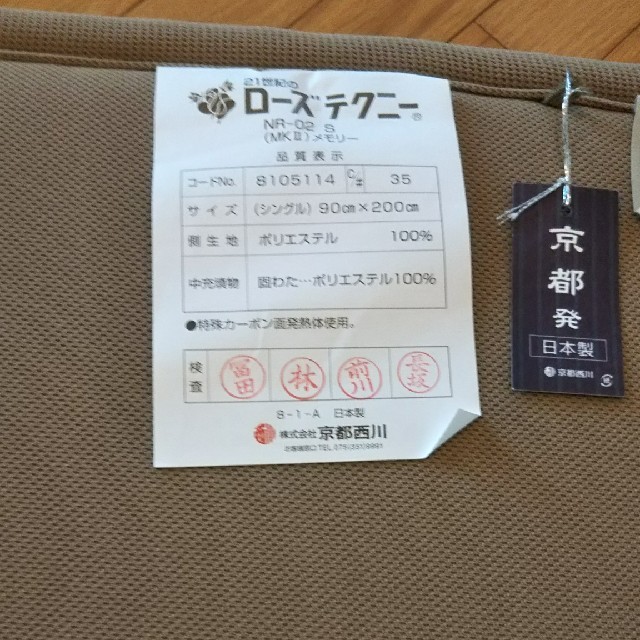 21世紀の
ローズテクニー®
NR-02 S
(MKⅡ)メモリー
品質表示
コードNo. 8105114 C/# 35
サイズ (シングル) 90cm×200cm
側生地 ポリエステル 100%
中充填物 固わた…ポリエステル100%
●特殊カーボン面発熱体使用。
検査 冨田 林 前川 長坂
8-1-A 日本製
株式会社京都西川
京都発
日本製
京都西川